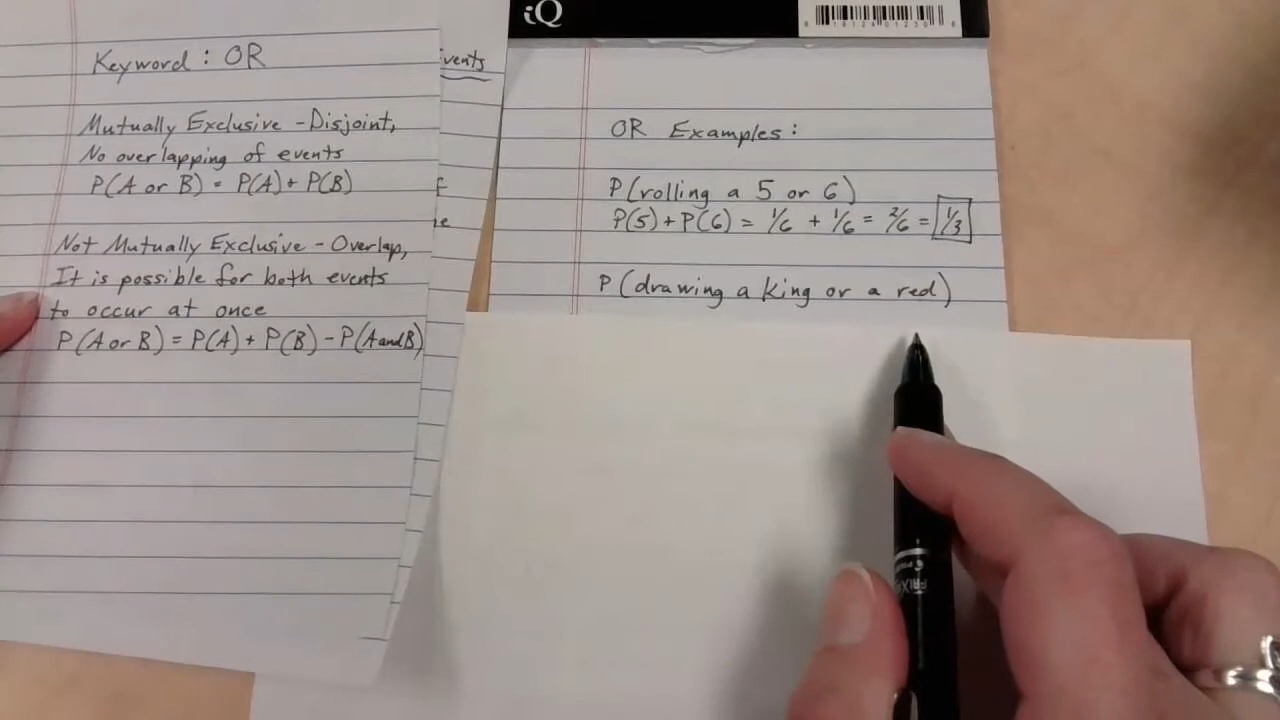 Keyword: OR
Mutually Exclusive - Disjoint,
No overlapping of events
P(A or B) = P(A) + P(B)
Not Mutually Exclusive - Overlap,
It is possible for both events
to occur at once
P(A or B) = P(A) + P(B) - P(A and B)
iQ
OR Examples:
P(rolling a 5 or 6)
P(5) + P(6) = 1/6 + 1/6 = 2/6 = 1/3
P(drawing a King or a red)